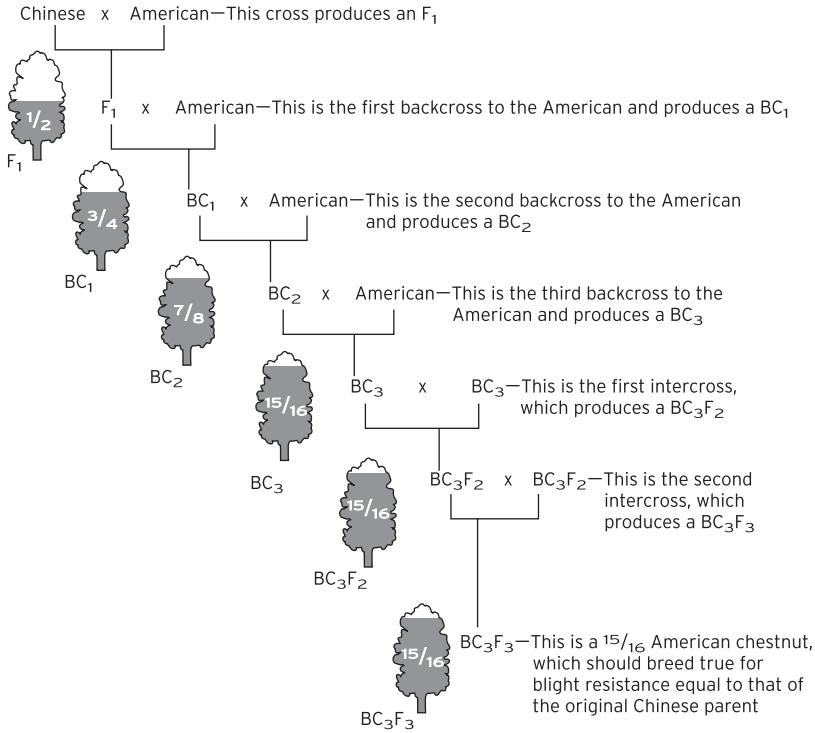 Chinese x American—This cross produces an F₁
1/2
F₁
F₁ x American—This is the first backcross to the American and produces a BC₁
3/4
BC₁
BC₁ x American—This is the second backcross to the American
and produces a BC₂
7/8
BC₂
BC₂ x American—This is the third backcross to the
American and produces a BC₃
15/16
BC₃
BC₃ x BC₃—This is the first intercross,
which produces a BC₃F₂
15/16
BC₃F₂
BC₃F₂ x BC₃F₂—This is the second
intercross, which
produces a BC₃F₃
15/16
BC₃F₃
BC₃F₃—This is a 15/16 American chestnut,
which should breed true for
blight resistance equal to that of
the original Chinese parent